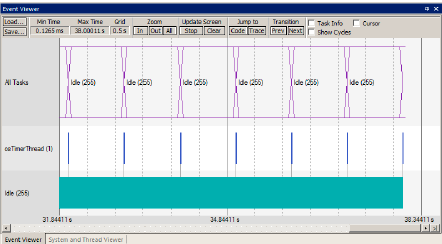 Event Viewer
Load... Min Time Max Time Grid Zoom Update Screen Jump to Transition Task Info Cursor
Save... 0.1265 ms 38.00011 s 0.5 s In Out All Stop Clear Code Trace Prev Next Show Cycles
All Tasks Idle (255) Idle (255) Idle (255) Idle (255) Idle (255) Idle (255)
osTimerThread (1)
Idle (255)
31.84411 s 34.84411 s 38.34411 s
Event Viewer System and Thread Viewer